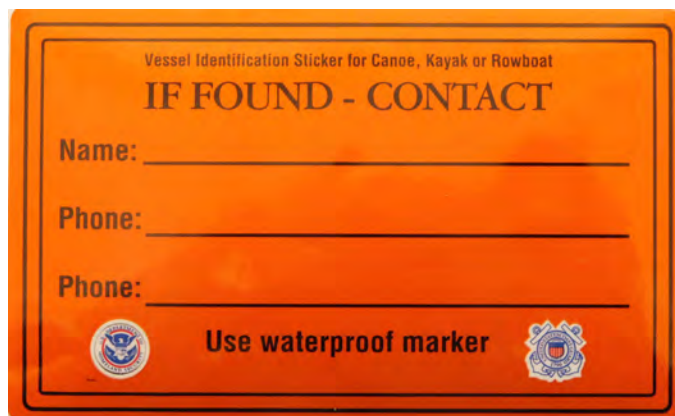 Vessel Identification Sticker for Canoe, Kayak or Rowboat
IF FOUND - CONTACT
Name:
Phone:
Phone:
Use waterproof marker